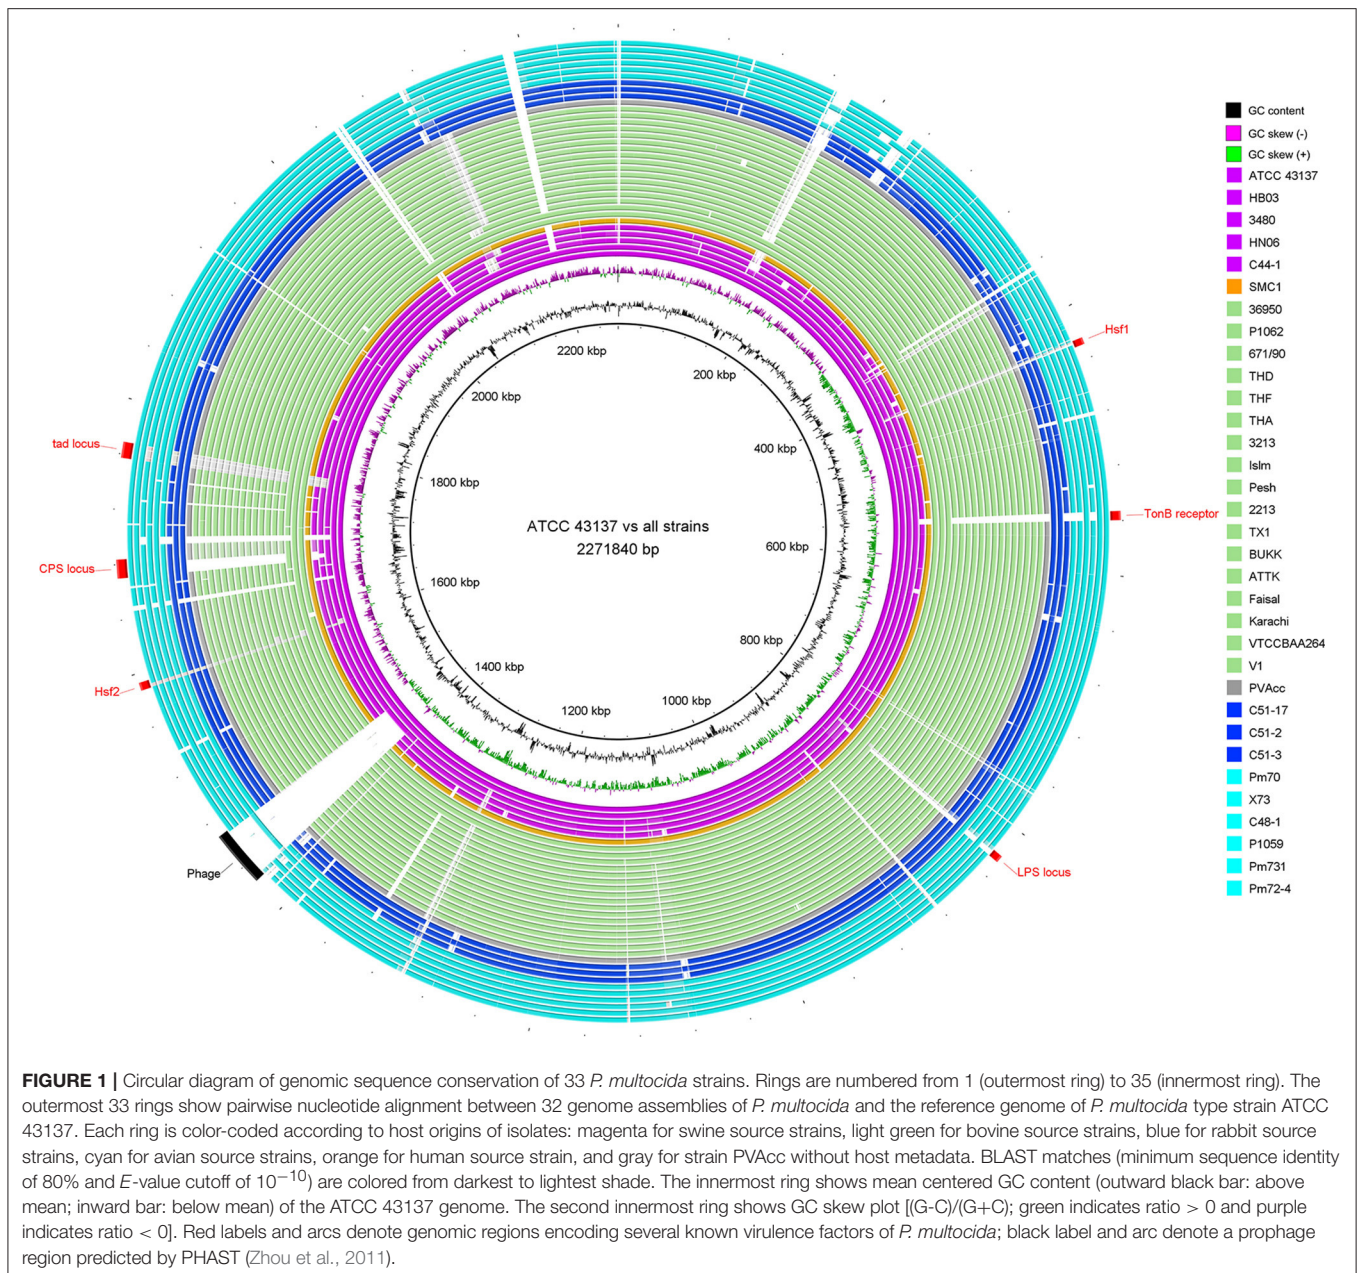 GC content
GC skew (-)
GC skew (+)
ATCC 43137
HB03
3480
HN06
C44-1
SMC1
36950
P1062
671/90
THD
THF
THA
3213
Islm
Pesh
2213
TX1
BUKK
ATTK
Faisal
Karachi
VTCCBAA264
V1
PVAcc
C51-17
C51-2
C51-3
Pm70
X73
C48-1
P1059
Pm731
Pm72-4
Hsf1
TonB receptor
LPS locus
Phage
Hsf2
CPS locus
tad locus
2200 kbp
200 kbp
400 kbp
600 kbp
800 kbp
1000 kbp
1200 kbp
1400 kbp
1600 kbp
1800 kbp
2000 kbp
ATCC 43137 vs all strains
2271840 bp
FIGURE 1 | Circular diagram of genomic sequence conservation of 33 P. multocida strains. Rings are numbered from 1 (outermost ring) to 35 (innermost ring). The
outermost 33 rings show pairwise nucleotide alignment between 32 genome assemblies of P. multocida and the reference genome of P. multocida type strain ATCC
43137. Each ring is color-coded according to host origins of isolates: magenta for swine source strains, light green for bovine source strains, blue for rabbit source
strains, cyan for avian source strains, orange for human source strain, and gray for strain PVAcc without host metadata. BLAST matches (minimum sequence identity
of 80% and E-value cutoff of 10−10) are colored from darkest to lightest shade. The innermost ring shows mean centered GC content (outward black bar: above
mean; inward bar: below mean) of the ATCC 43137 genome. The second innermost ring shows GC skew plot [(G-C)/(G+C); green indicates ratio > 0 and purple
indicates ratio < 0]. Red labels and arcs denote genomic regions encoding several known virulence factors of P. multocida; black label and arc denote a prophage
region predicted by PHAST (Zhou et al., 2011).